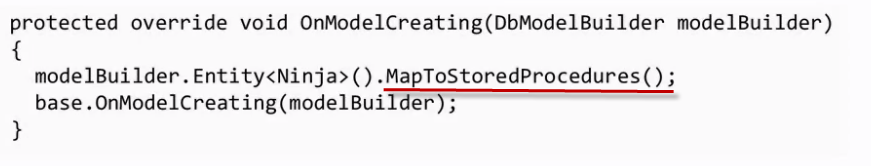 protected override void OnModelCreating(DbModelBuilder modelBuilder)
{
  modelBuilder.Entity<Ninja>().MapToStoredProcedures();
  base.OnModelCreating(modelBuilder);
}